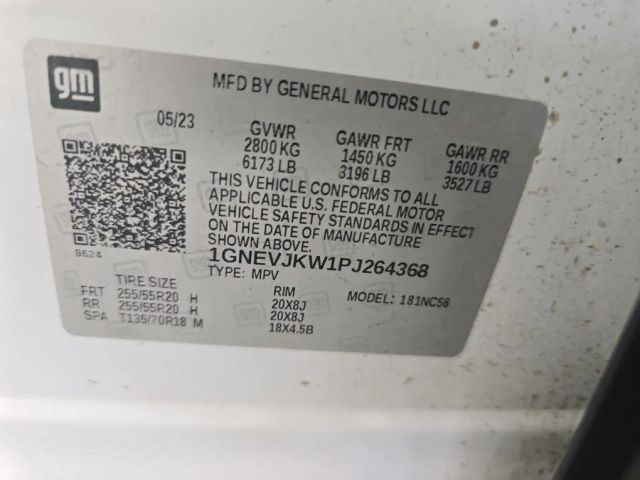 gm
MFD BY GENERAL MOTORS LLC
05/23
GVWR GAWR FRT GAWR RR
2800 KG 1450 KG 1600 KG
6173 LB 3196 LB 3527 LB
THIS VEHICLE CONFORMS TO ALL
APPLICABLE U.S. FEDERAL MOTOR
VEHICLE SAFETY STANDARDS IN EFFECT
ON THE DATE OF MANUFACTURE
SHOWN ABOVE.
8624
1GNEVJKW1PJ264368
TYPE: MPV
TIRE SIZE RIM MODEL: 181NC56
FRT 255/55R20 H 20X8J
RR 255/55R20 H 20X8J
SPA T135/70R18 M 18X4.5B